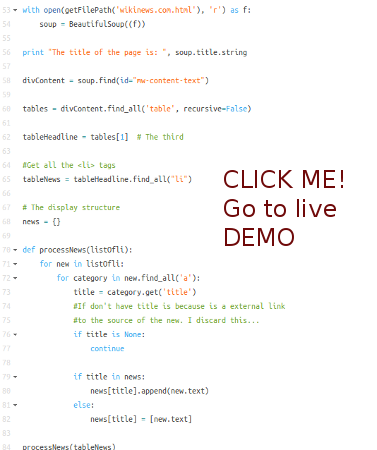 53 with open(getFilePath('wikinews.com.html'), 'r') as f:
54     soup = BeautifulSoup((f))
55
56 print "The title of the page is: ", soup.title.string
57
58 divContent = soup.find(id="mw-content-text")
59
60 tables = divContent.find_all('table', recursive=False)
61
62 tableHeadline = tables[1]  # The third
63
64 #Get all the <li> tags
65 tableNews = tableHeadline.find_all("li")
66
67 # The display structure
68 news = {}
69
70 def processNews(listOfli):
71     for new in listOfli:
72         for category in new.find_all('a'):
73             title = category.get('title')
74             #If don't have title is because is a external link
75             #to the source of the new. I discard this...
76             if title is None:
77                 continue
78
79             if title in news:
80                 news[title].append(new.text)
81             else:
82                 news[title] = [new.text]
83
84 processNews(tableNews)
CLICK ME!
Go to live
DEMO